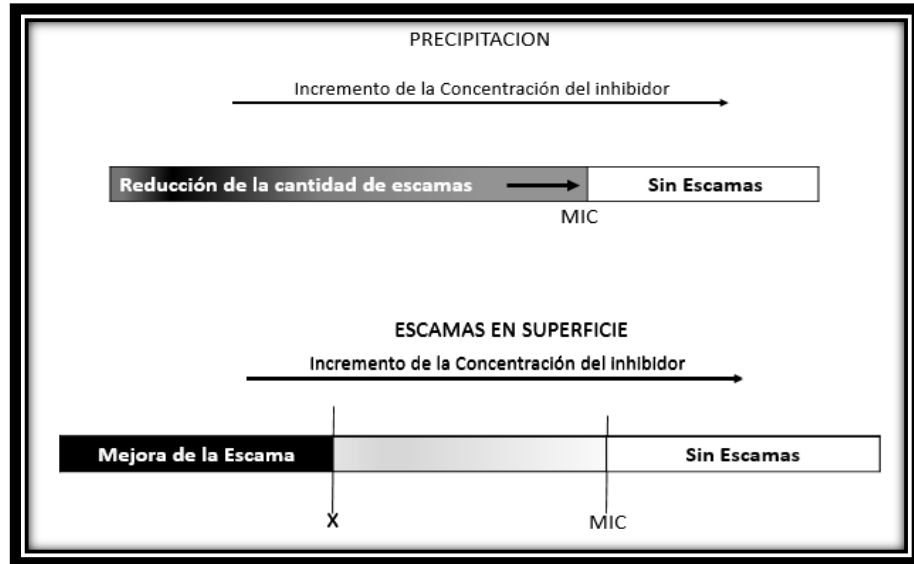 PRECIPITACION
Incremento de la Concentración del inhibidor
Reducción de la cantidad de escamas
Sin Escamas
MIC
ESCAMAS EN SUPERFICIE
Incremento de la Concentración del inhibidor
Mejora de la Escama
Sin Escamas
X
MIC